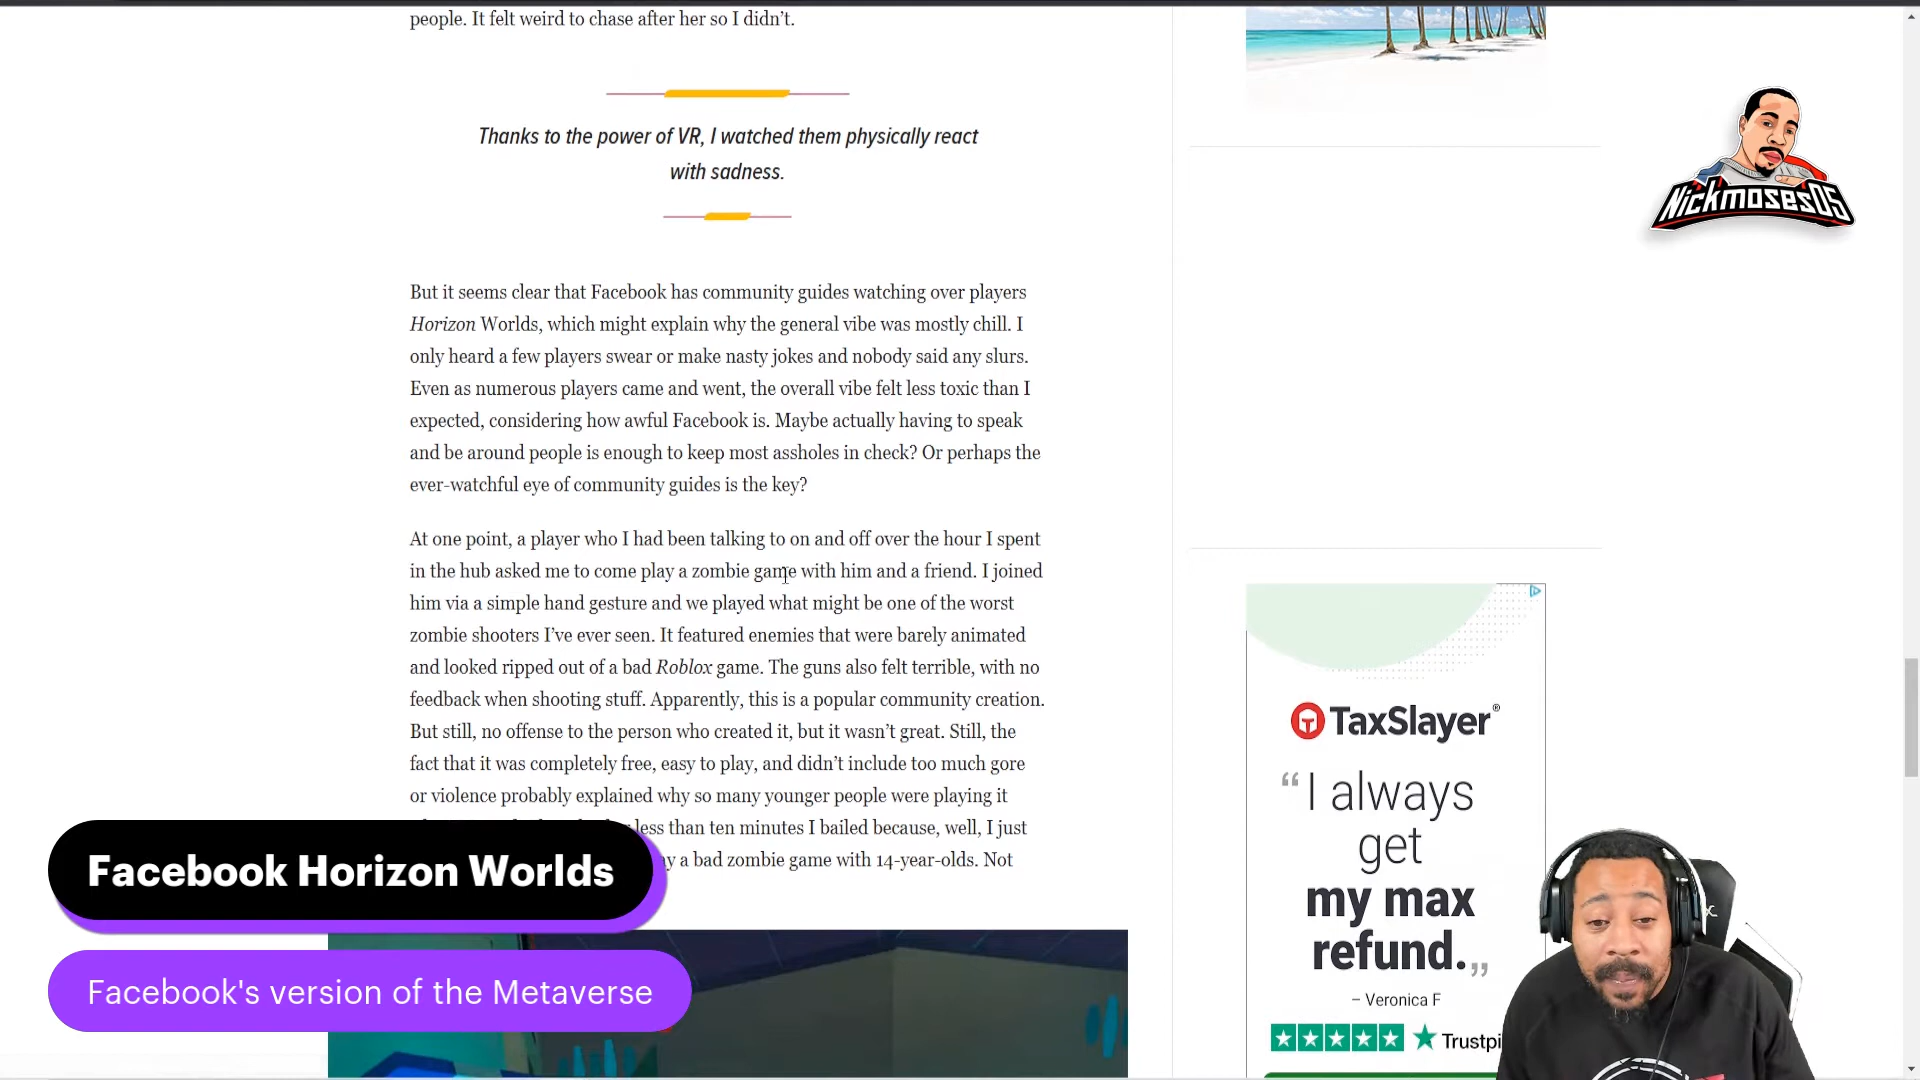 people. It felt weird to chase after her so I didn’t.
Thanks to the power of VR, I watched them physically react
with sadness.
But it seems clear that Facebook has community guides watching over players
Horizon Worlds, which might explain why the general vibe was mostly chill. I
only heard a few players swear or make nasty jokes and nobody said any slurs.
Even as numerous players came and went, the overall vibe felt less toxic than I
expected, considering how awful Facebook is. Maybe actually having to speak
and be around people is enough to keep most assholes in check? Or perhaps the
ever-watchful eye of community guides is the key?
At one point, a player who I had been talking to on and off over the hour I spent
in the hub asked me to come play a zombie game with him and a friend. I joined
him via a simple hand gesture and we played what might be one of the worst
zombie shooters I’ve ever seen. It featured enemies that were barely animated
and looked ripped out of a bad Roblox game. The guns also felt terrible, with no
feedback when shooting stuff. Apparently, this is a popular community creation.
But still, no offense to the person who created it, but it wasn’t great. Still, the
fact that it was completely free, easy to play, and didn’t include too much gore
or violence probably explained why so many younger people were playing it
less than ten minutes I bailed because, well, I just
a bad zombie game with 14-year-olds. Not
Facebook Horizon Worlds
Facebook's version of the Metaverse
Nickmoses05
TaxSlayer®
“I always
get
my max
refund.„
– Veronica F
Trustpi